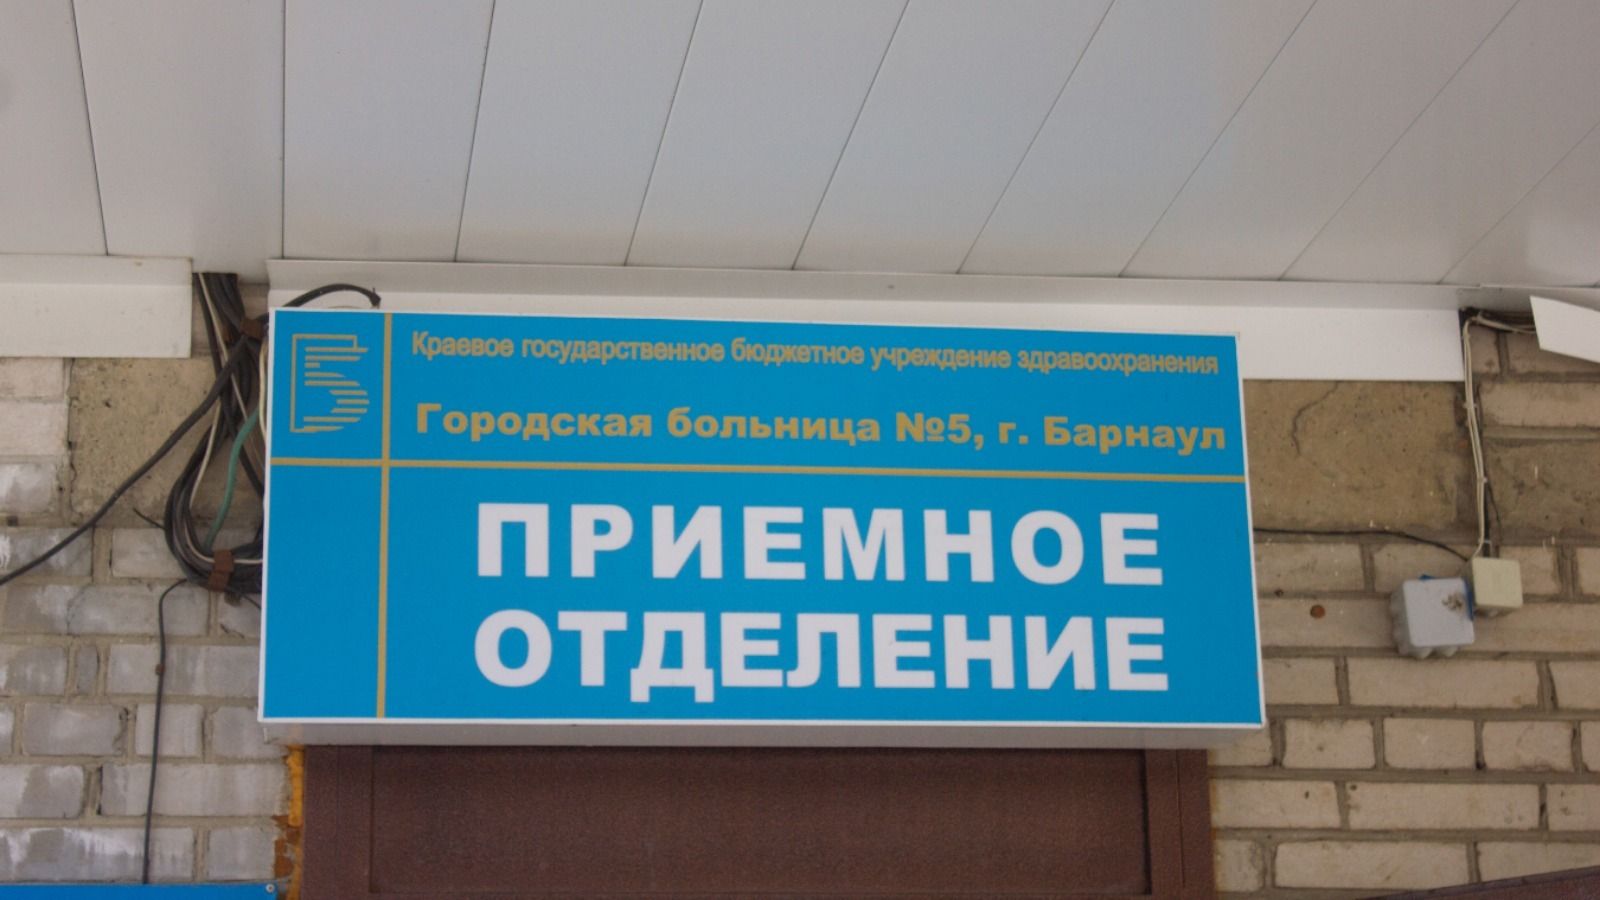 Краевое государственное бюджетное учреждение здравоохранения
Городская больница №5, г. Барнаул
ПРИЕМНОЕ
ОТДЕЛЕНИЕ